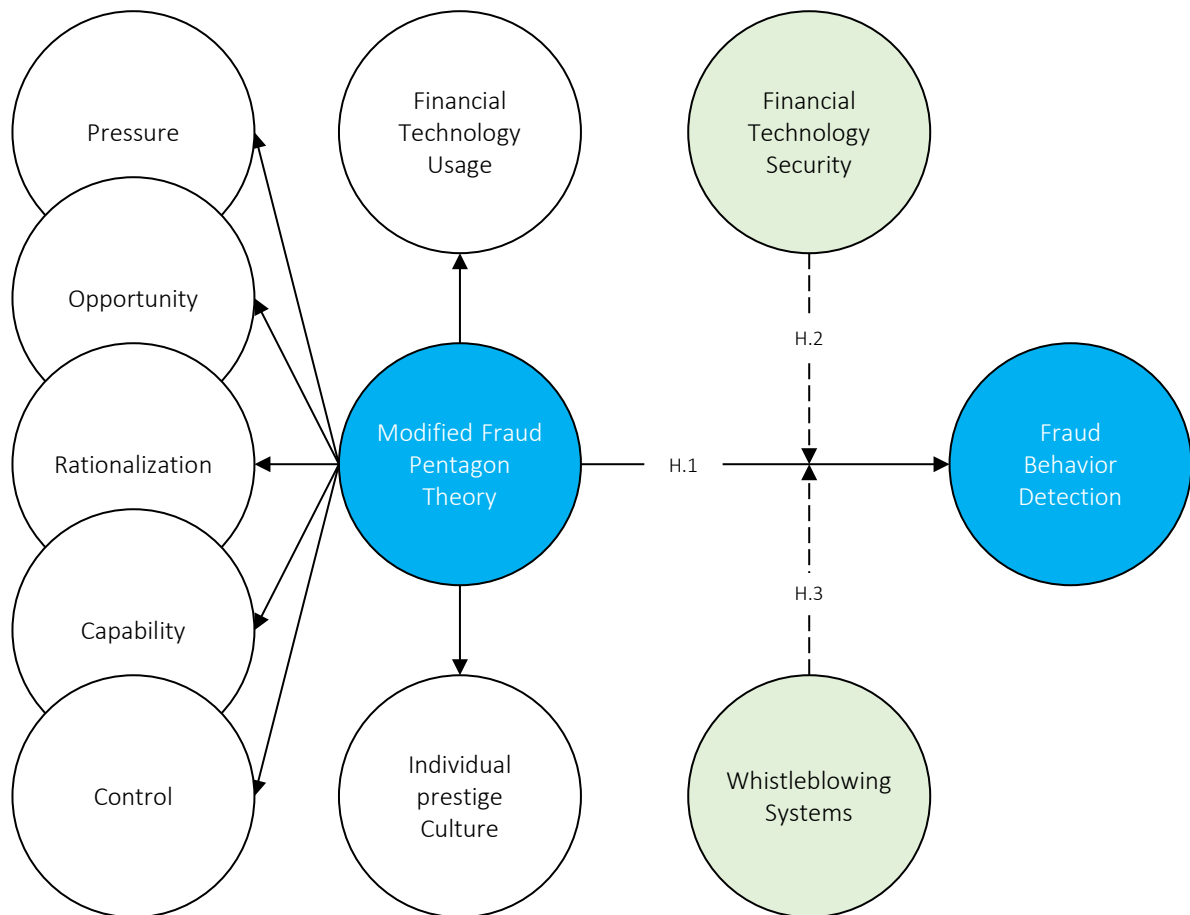 Pressure
Opportunity
Rationalization
Capability
Control
Financial
Technology
Usage
Modified Fraud
Pentagon
Theory
Individual
prestige
Culture
Financial
Technology
Security
H.2
H.1
H.3
Whistleblowing
Systems
Fraud
Behavior
Detection